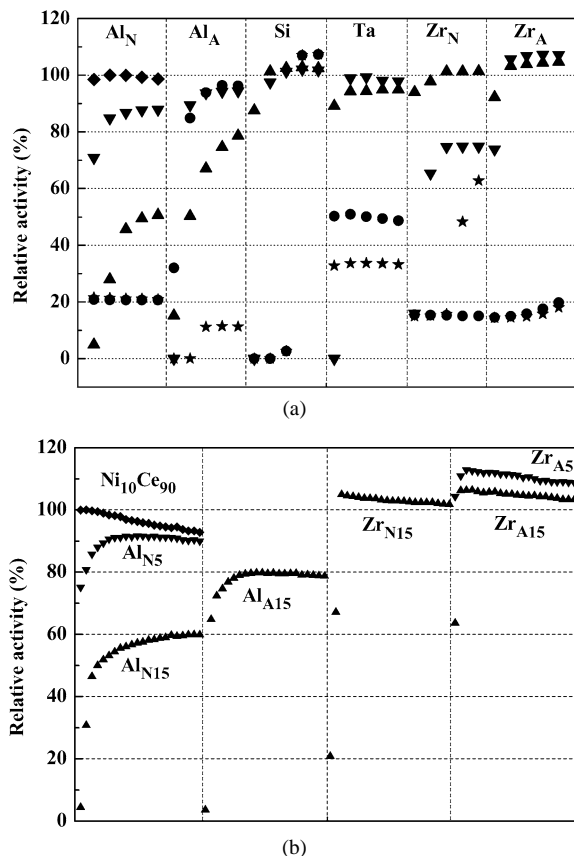 Al_N Al_A Si Ta Zr_N Zr_A
120
100
80
60
40
20
0
Relative activity (%)
(a)
120
100
80
60
40
20
0
Relative activity (%)
Ni10Ce90
Al_N5
Al_N15
Al_A15
Zr_N15
Zr_A5
Zr_A15
(b)